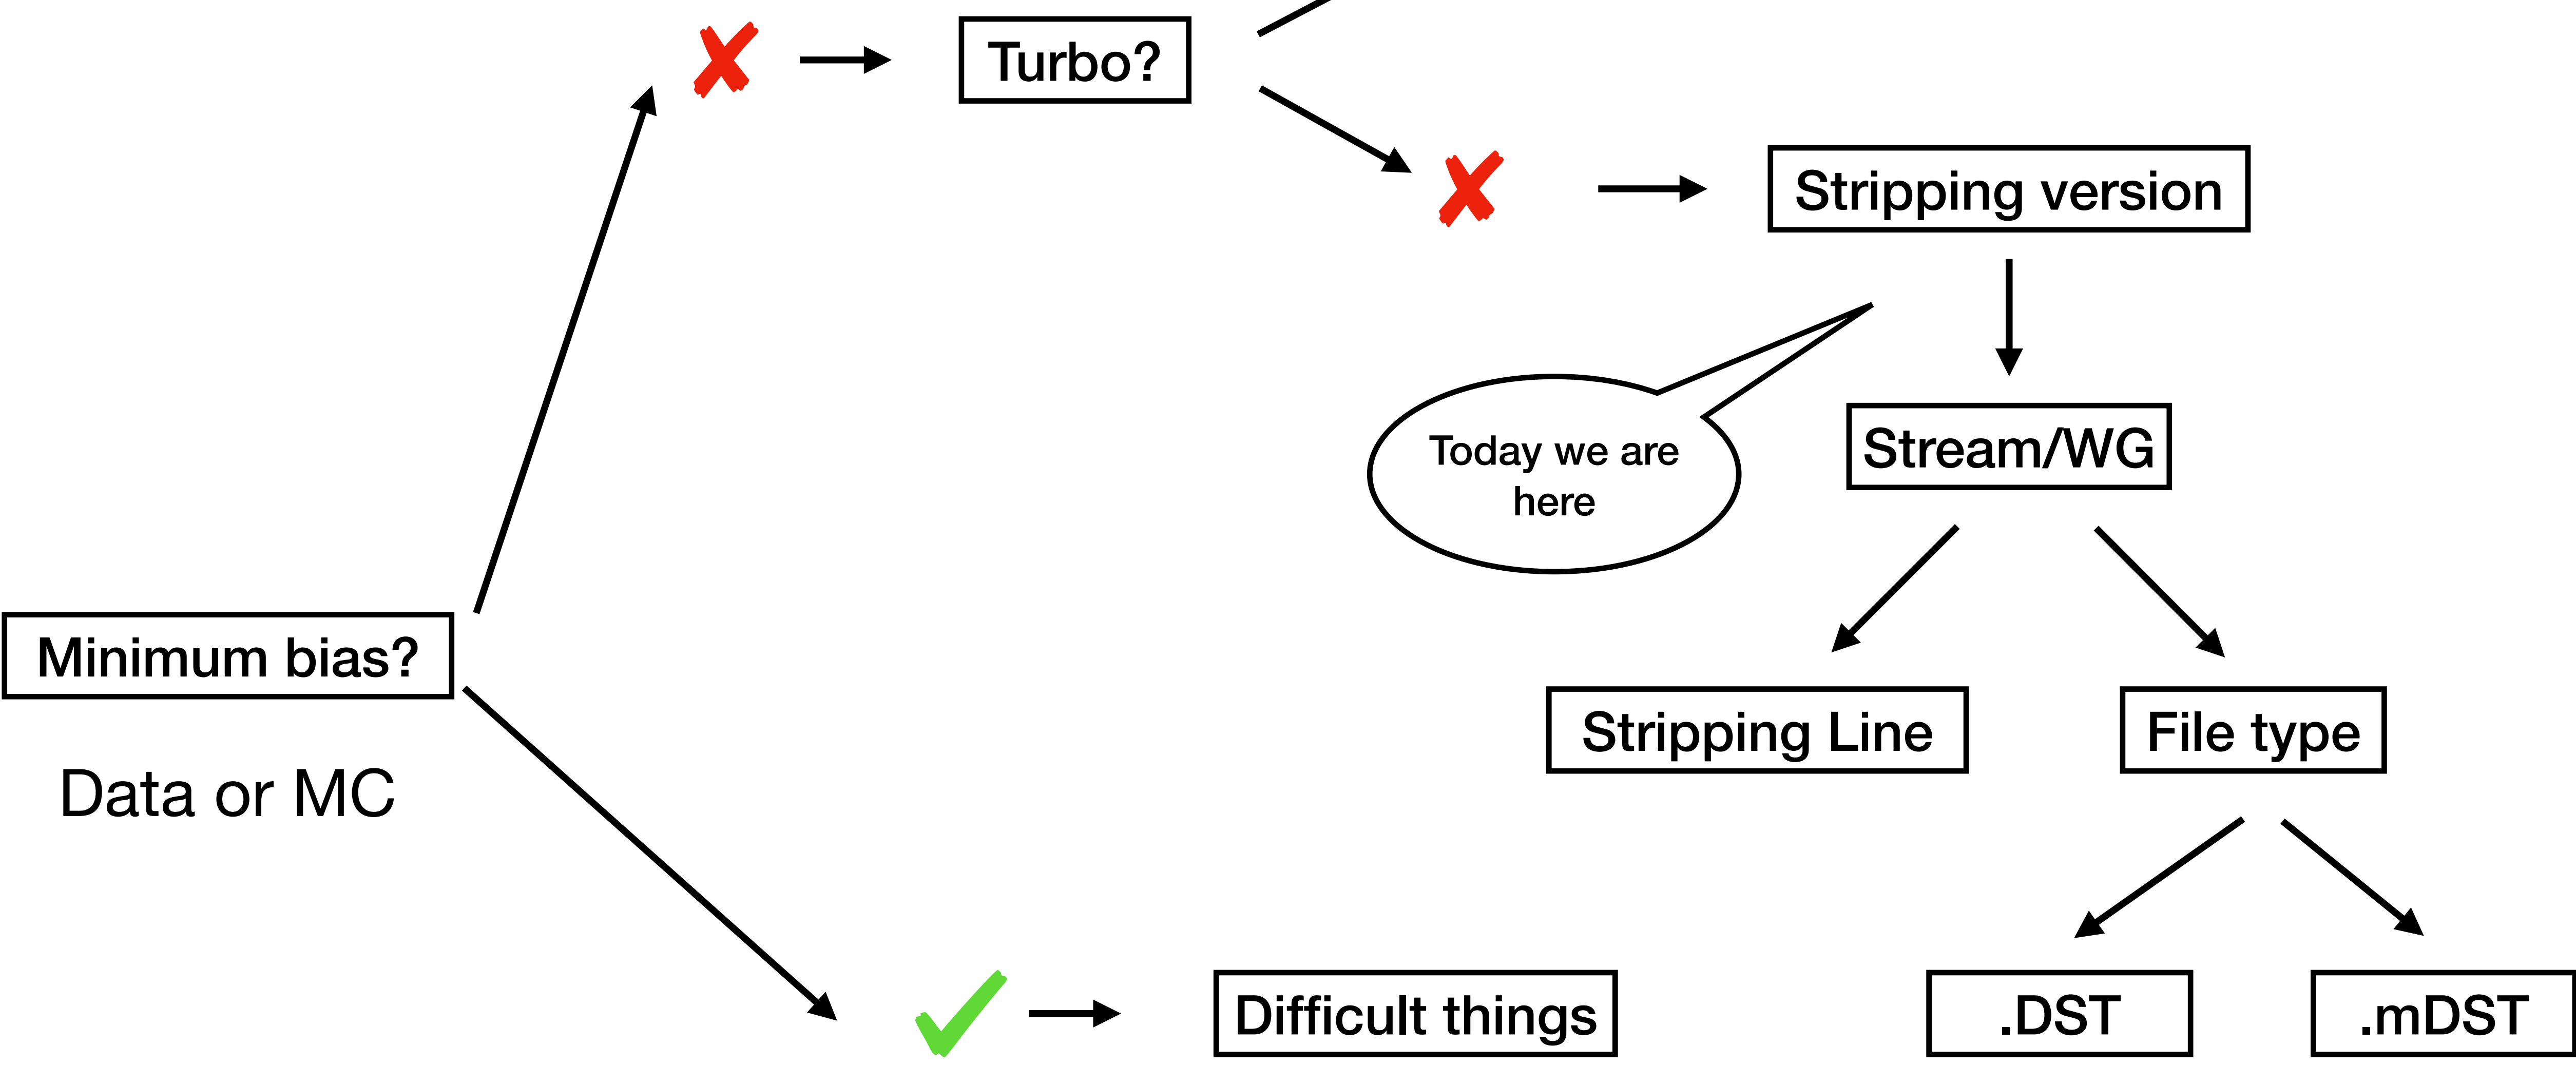 Turbo?
Stripping version
Today we are
here
Stream/WG
Minimum bias?
Data or MC
Stripping Line
File type
Difficult things
.DST
.mDST